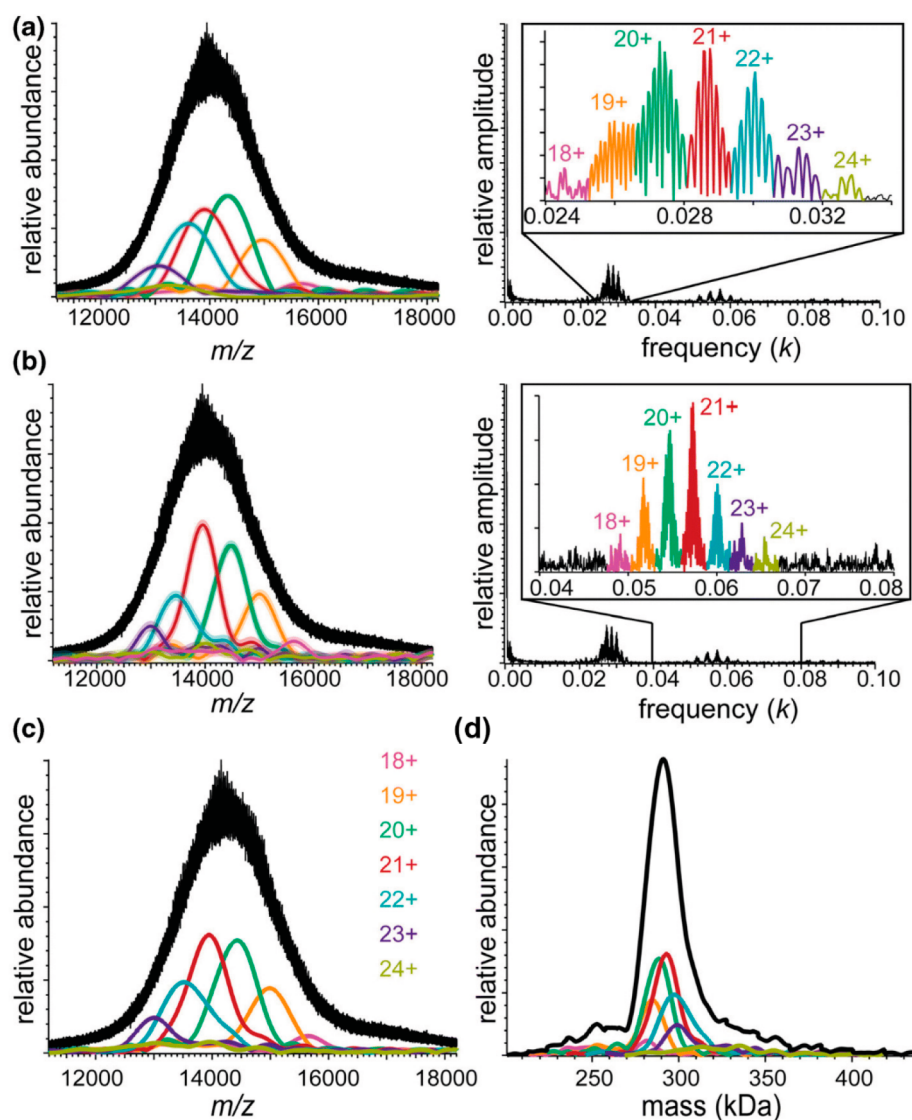 (a)
relative abundance
12000 14000 16000 18000
m/z
relative amplitude
18+ 19+ 20+ 21+ 22+ 23+ 24+
0.024 0.028 0.032
0.00 0.02 0.04 0.06 0.08 0.10
frequency (k)
(b)
relative abundance
12000 14000 16000 18000
m/z
relative amplitude
18+ 19+ 20+ 21+ 22+ 23+ 24+
0.04 0.05 0.06 0.07 0.08
0.00 0.02 0.04 0.06 0.08 0.10
frequency (k)
(c)
relative abundance
18+
19+
20+
21+
22+
23+
24+
12000 14000 16000 18000
m/z
(d)
relative abundance
250 300 350 400
mass (kDa)